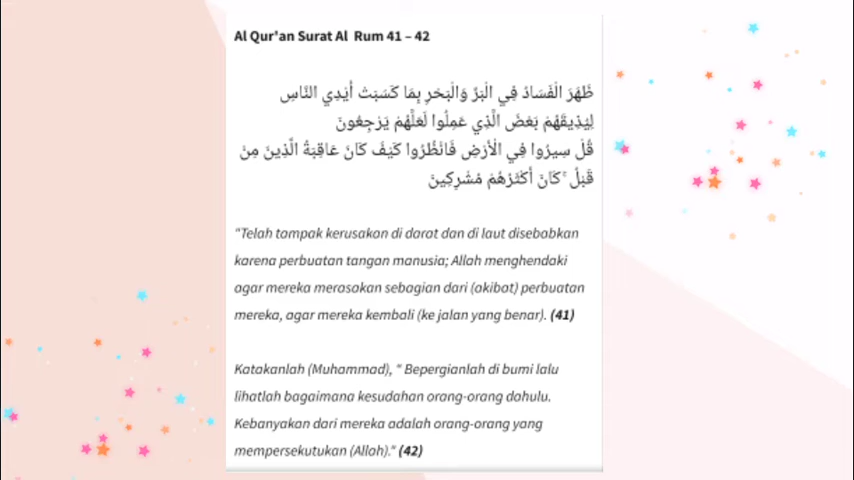 Al Qur'an Surat Al Rum 41 – 42
ظَهَرَ الْفَسَادُ فِي الْبَرِّ وَالْبَحْرِ بِمَا كَسَبَتْ أَيْدِي النَّاسِ
لِيُذِيقَهُمْ بَعْضَ الَّذِي عَمِلُوا لَعَلَّهُمْ يَرْجِعُونَ
قُلْ سِيرُوا فِي الْأَرْضِ فَانْظُرُوا كَيْفَ كَانَ عَاقِبَةُ الَّذِينَ مِنْ
قَبْلُ ۚ كَانَ أَكْثَرُهُمْ مُشْرِكِينَ
"Telah tampak kerusakan di darat dan di laut disebabkan
karena perbuatan tangan manusia; Allah menghendaki
agar mereka merasakan sebagian dari (akibat) perbuatan
mereka, agar mereka kembali (ke jalan yang benar). (41)
Katakanlah (Muhammad), " Bepergianlah di bumi lalu
lihatlah bagaimana kesudahan orang-orang dahulu.
Kebanyakan dari mereka adalah orang-orang yang
mempersekutukan (Allah)." (42)